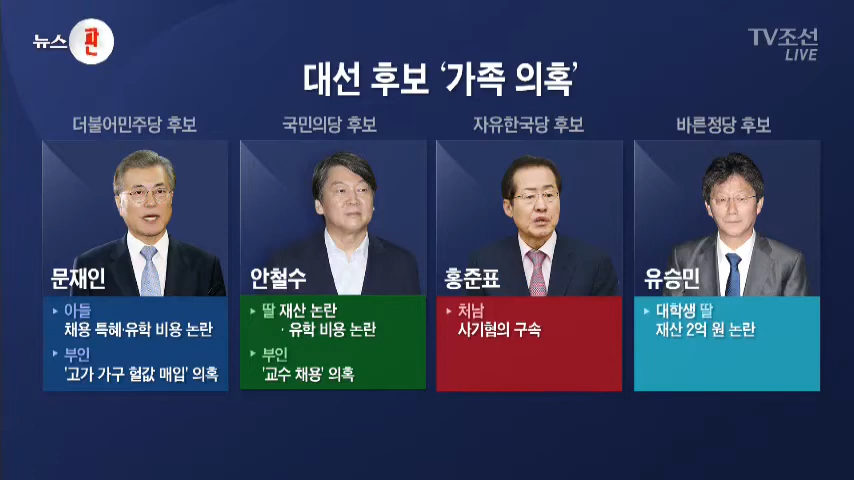 뉴스 판
TV조선
LIVE
대선 후보 '가족 의혹'
더불어민주당 후보
문재인
▸ 아들
채용 특혜·유학 비용 논란
▸ 부인
'고가 가구 헐값 매입' 의혹
국민의당 후보
안철수
▸ 딸 재산 논란
· 유학 비용 논란
▸ 부인
'교수 채용' 의혹
자유한국당 후보
홍준표
▸ 처남
사기혐의 구속
바른정당 후보
유승민
▸ 대학생 딸
재산 2억 원 논란